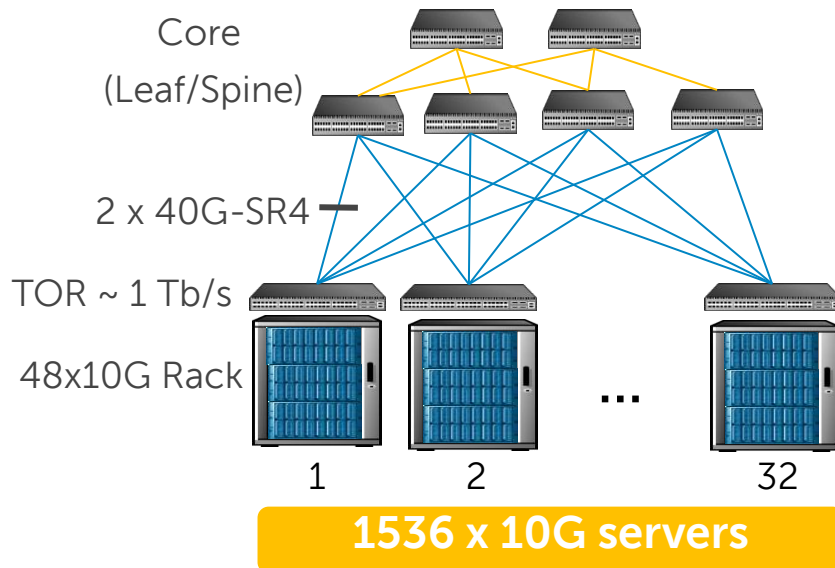 Core
(Leaf/Spine)
2 x 40G-SR4
TOR ~ 1 Tb/s
48x10G Rack
...
1 2 32
1536 x 10G servers